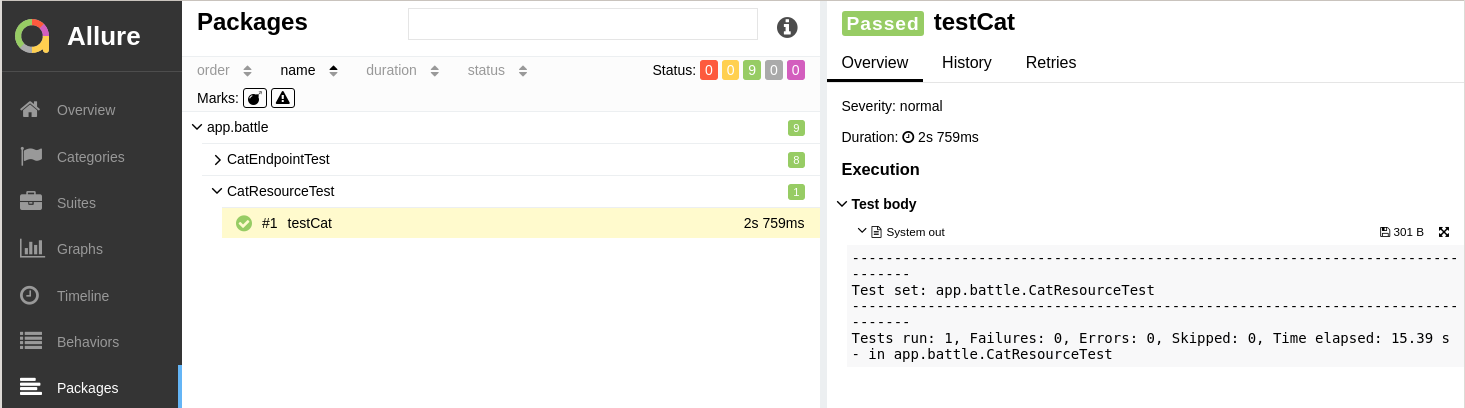 Allure
Overview
Categories
Suites
Graphs
Timeline
Behaviors
Packages
Packages
order name duration status Status: 0 0 9 0 0
Marks:
app.battle 9
CatEndpointTest 8
CatResourceTest 1
#1 testCat 2s 759ms
Passed testCat
Overview History Retries
Severity: normal
Duration: 2s 759ms
Execution
Test body
System out 301 B
------------------------------------------------------------------------
-------
Test set: app.battle.CatResourceTest
------------------------------------------------------------------------
-------
Tests run: 1, Failures: 0, Errors: 0, Skipped: 0, Time elapsed: 15.39 s
- in app.battle.CatResourceTest